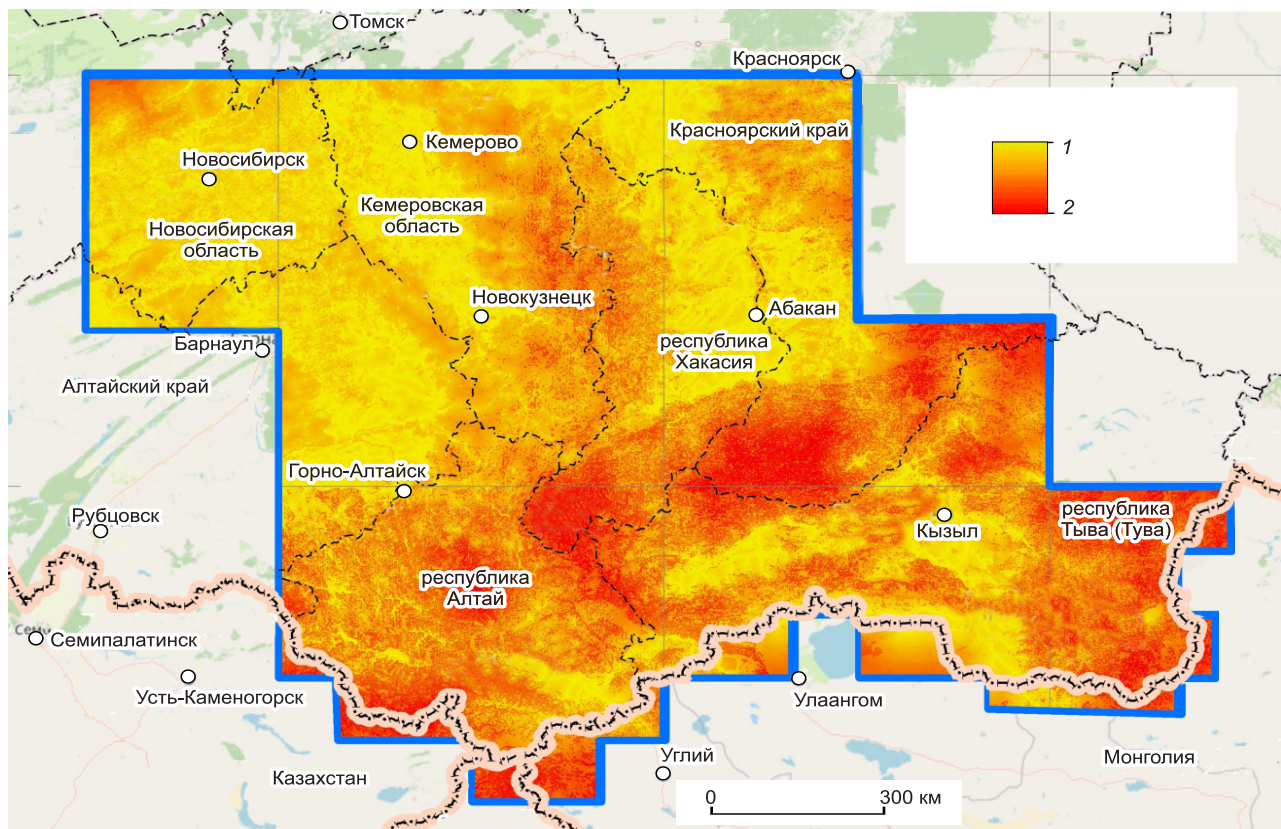 Томск
Красноярск
Красноярский край
1
Кемерово
Новосибирск
2
Кемеровская
область
Новосибирская
область
Новокузнецк
Абакан
Барнаул
республика
Хакасия
Алтайский край
Горно-Алтайск
Рубцовск
республика
Тыва (Тува)
Кызыл
республика
Алтай
Семипалатинск
Усть-Каменогорск
Улаангом
Углий
Монголия
Казахстан
0
300 км